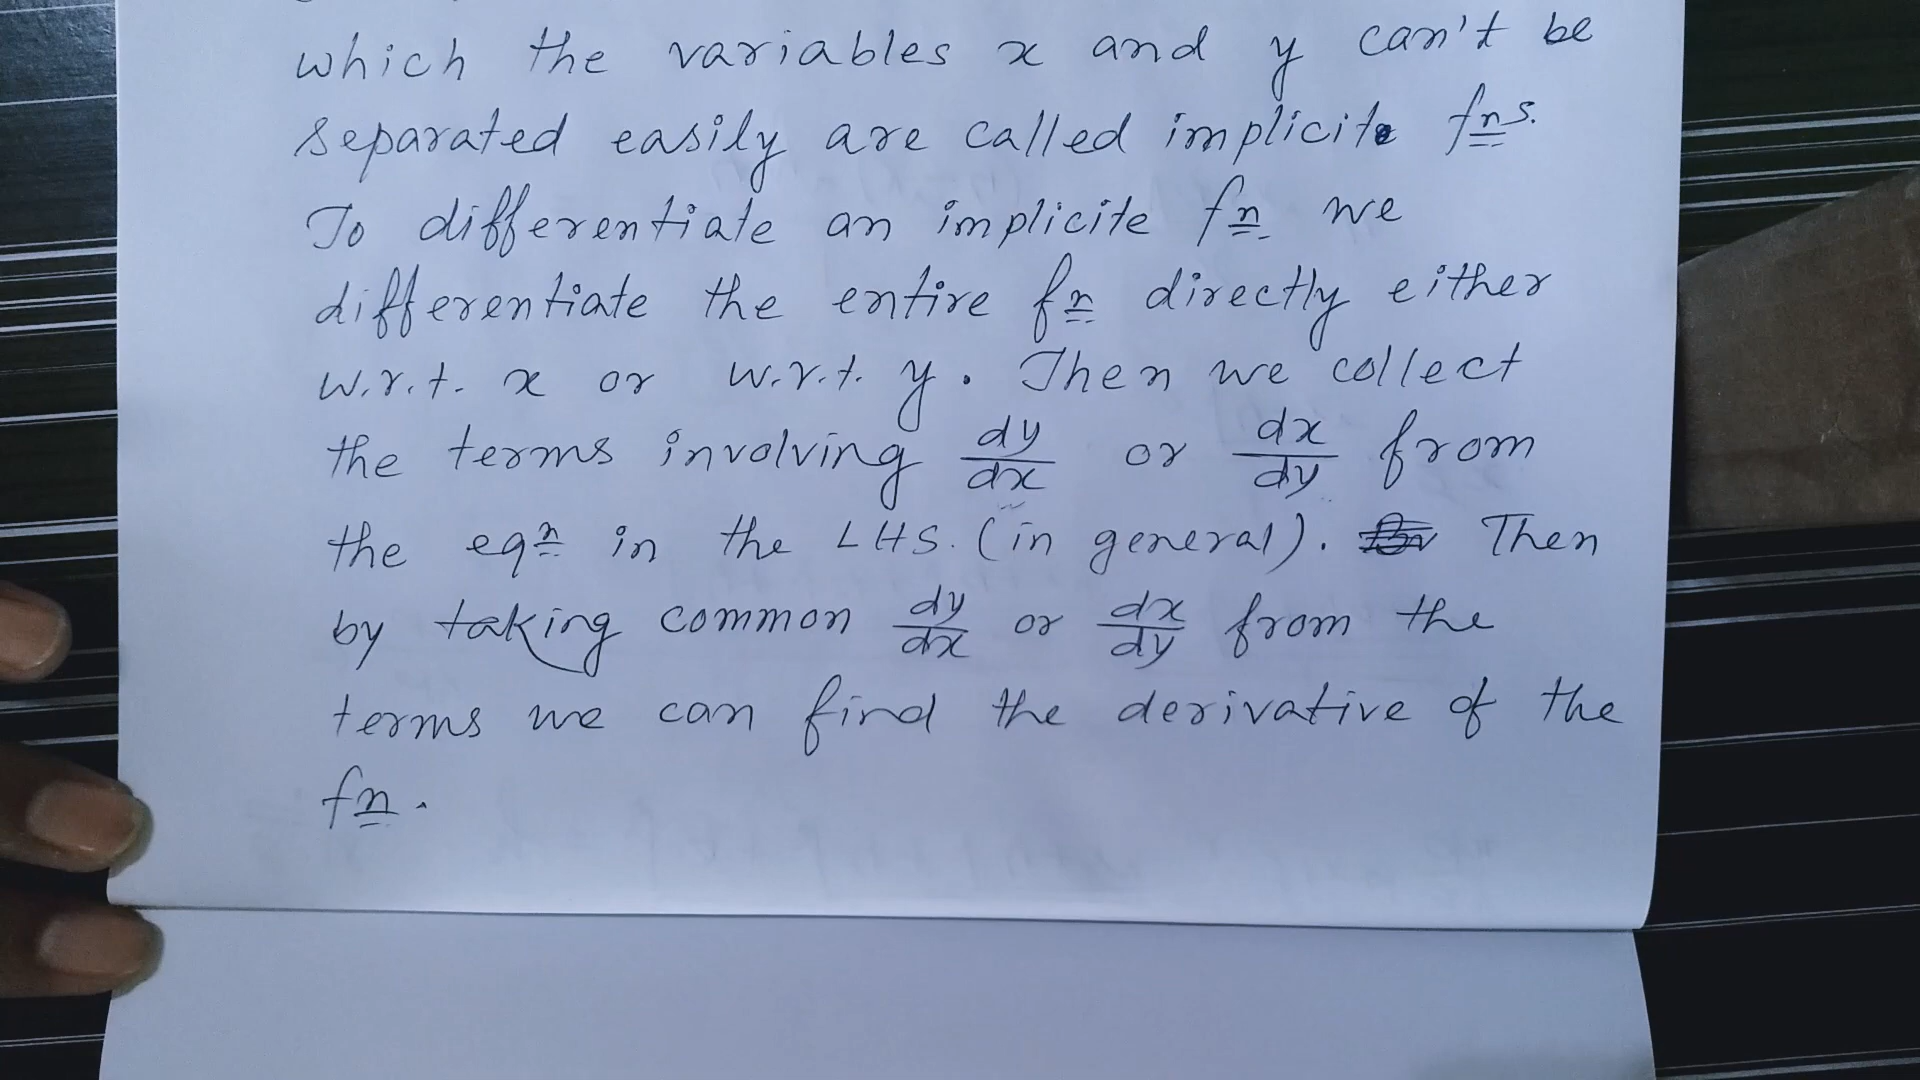 which the variables x and y can't be
separated easily are called implicite fns.
To differentiate an implicite fn we
differentiate the entire fn directly either
w.r.t. x or w.r.t. y. Then we collect
the terms involving dy/dx or dx/dy from
the eqn in the LHS. (in general). Then
by taking common dy/dx or dx/dy from the
terms we can find the derivative of the
fn.